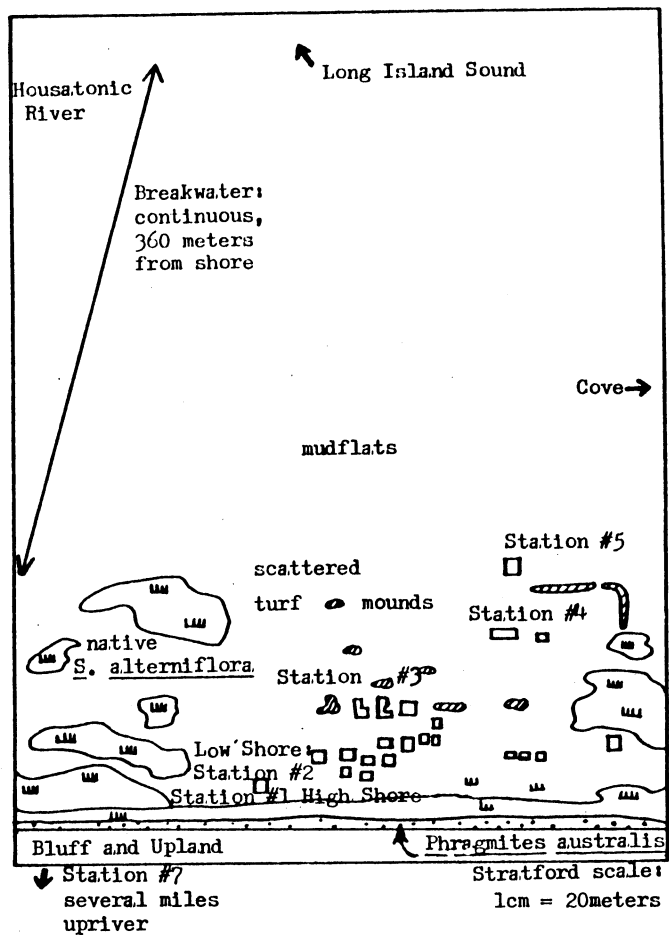 Housatonic
River
Long Island Sound
Breakwater:
continuous,
360 meters
from shore
Cove
mudflats
Station #5
scattered
turf mounds
Station #4
native
S. alterniflora
Station #3
Low Shore:
Station #2
Station #1 High Shore
Bluff and Upland
Phragmites australis
Station #7
several miles
upriver
Stratford scale:
1cm = 20meters